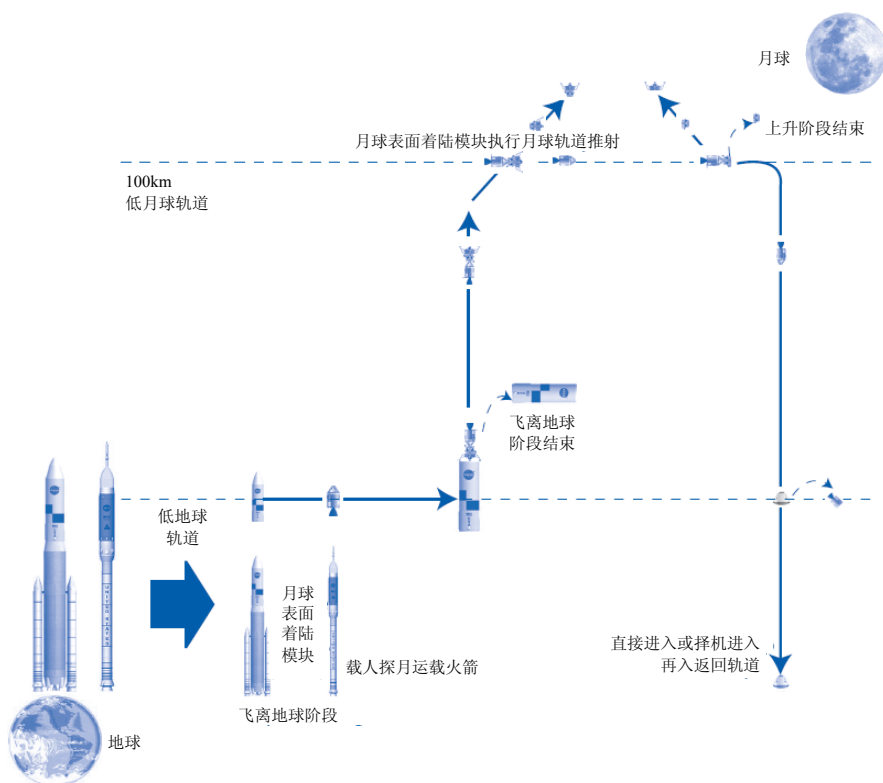 月球
上升阶段结束
月球表面着陆模块执行月球轨道推射
100km
低月球轨道
飞离地球
阶段结束
低地球
轨道
月球
表面
着陆
模块
载人探月运载火箭
飞离地球阶段
直接进入或择机进入
再入返回轨道
地球